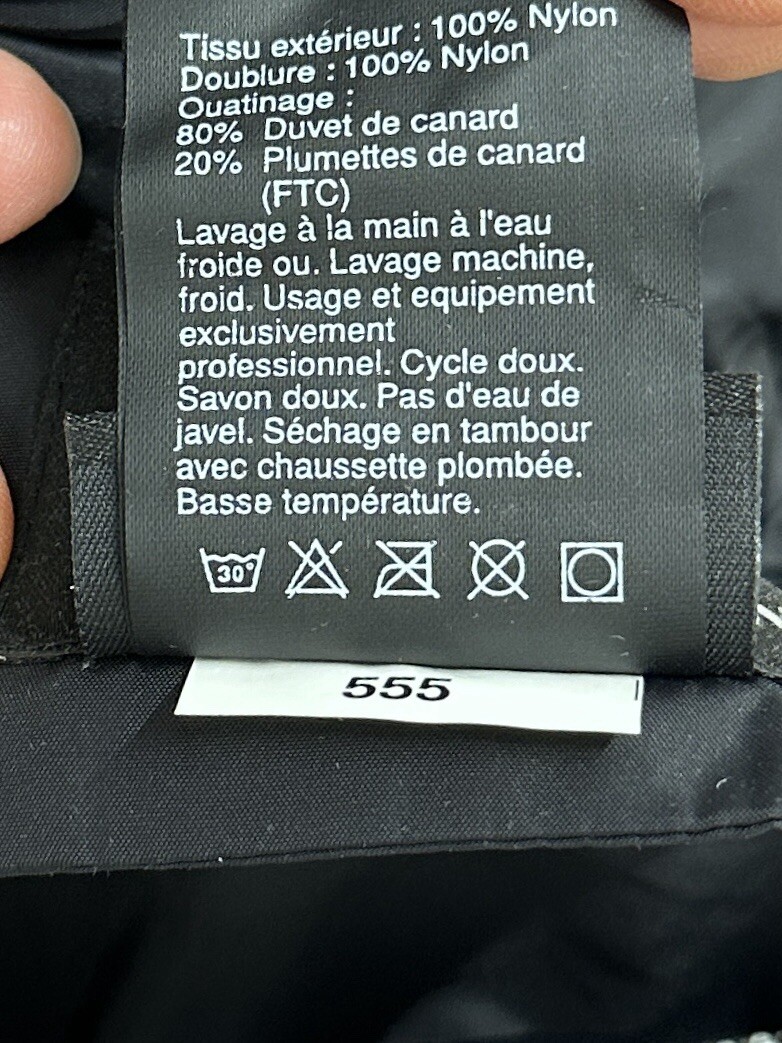 Tissu extérieur : 100% Nylon
Doublure : 100% Nylon
Ouatinage :
80% Duvet de canard
20% Plumettes de canard
(FTC)
Lavage à la main à l'eau
froide ou. Lavage machine,
froid. Usage et equipement
exclusivement
professionnel. Cycle doux.
Savon doux. Pas d'eau de
javel. Séchage en tambour
avec chaussette plombée.
Basse température.
30°
555